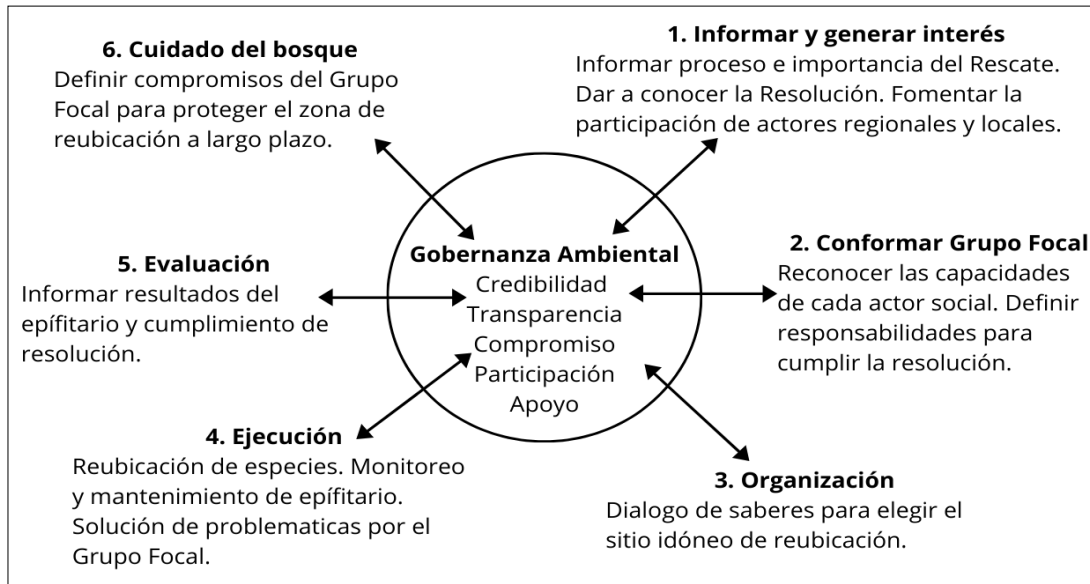 1. Informar y generar interés
Informar proceso e importancia del Rescate.
Dar a conocer la Resolución. Fomentar la
participación de actores regionales y locales.
2. Conformar Grupo Focal
Reconocer las capacidades
de cada actor social. Definir
responsabilidades para
cumplir la resolución.
3. Organización
Dialogo de saberes para elegir el
sitio idóneo de reubicación.
4. Ejecución
Reubicación de especies. Monitoreo
y mantenimiento de epífitario.
Solución de problematicas por el
Grupo Focal.
5. Evaluación
Informar resultados del
epífitario y cumplimiento de
resolución.
6. Cuidado del bosque
Definir compromisos del Grupo
Focal para proteger el zona de
reubicación a largo plazo.
Gobernanza Ambiental
Credibilidad
Transparencia
Compromiso
Participación
Apoyo